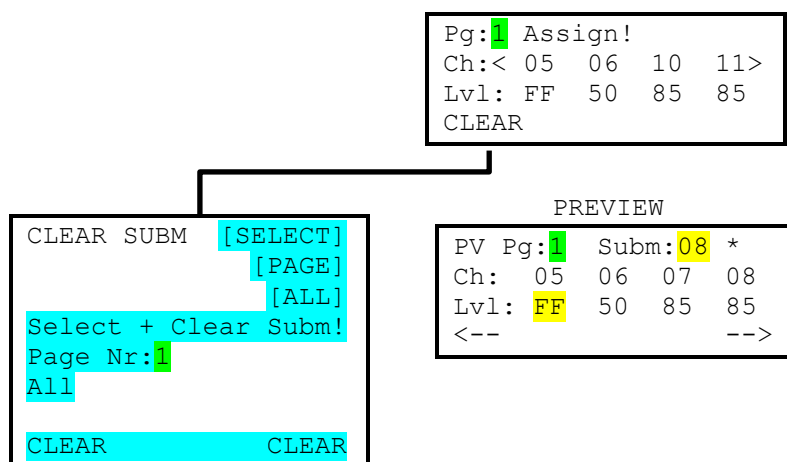 Pg:1 Assign!
Ch:< 05 06 10 11>
Lvl: FF 50 85 85
CLEAR
CLEAR SUBM [SELECT]
[PAGE]
[ALL]
Select + Clear Subm!
Page Nr:1
All
CLEAR CLEAR
PREVIEW
PV Pg:1 Subm:08 *
Ch: 05 06 07 08
Lvl: FF 50 85 85
<-- -->